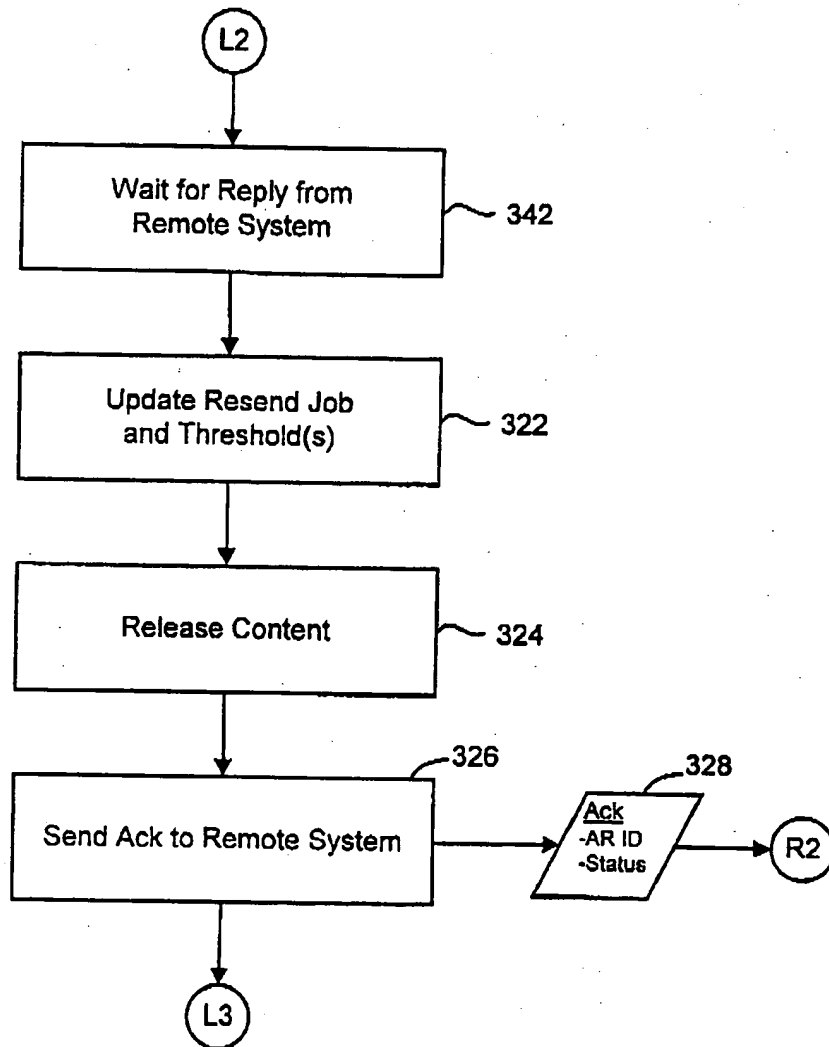 L2
Wait for Reply from
Remote System
342
Update Resend Job
and Threshold(s)
322
Release Content
324
326
Send Ack to Remote System
328
Ack
-AR ID
-Status
R2
L3